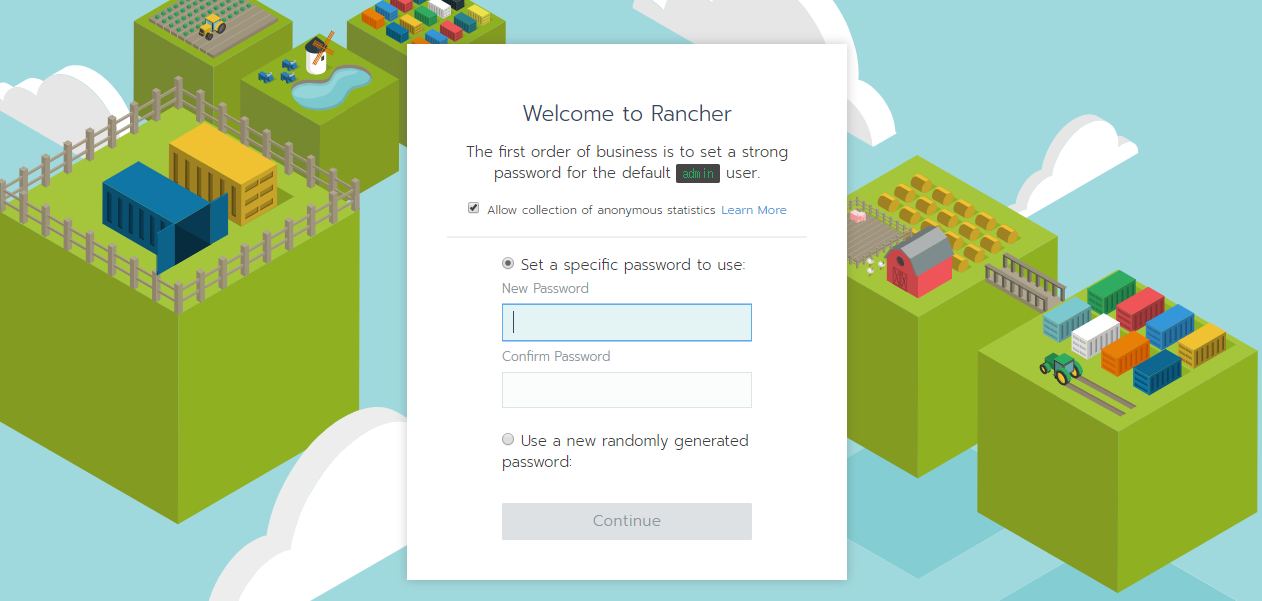 Welcome to Rancher
The first order of business is to set a strong
password for the default admin user.
Allow collection of anonymous statistics Learn More
Set a specific password to use:
New Password
Confirm Password
Use a new randomly generated
password:
Continue